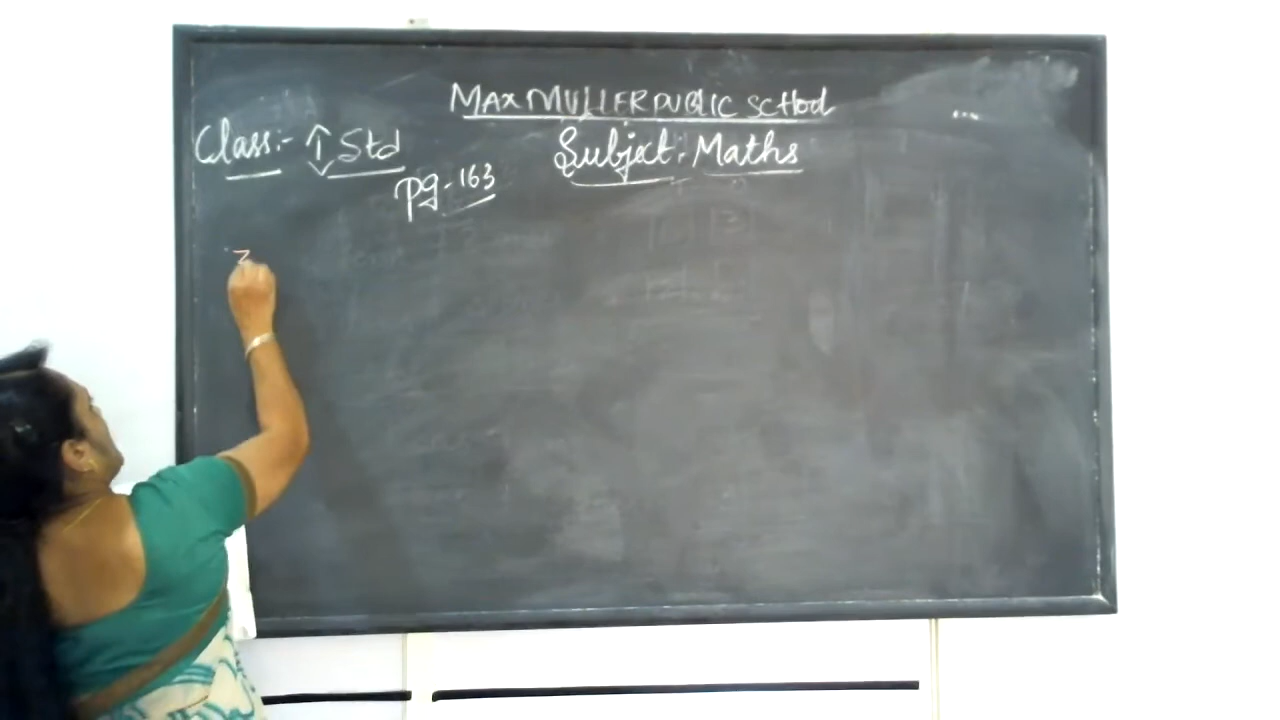 MAX MULLER PUBLIC SCHOOL
Class:- I Std
Subject: Maths
pg-163